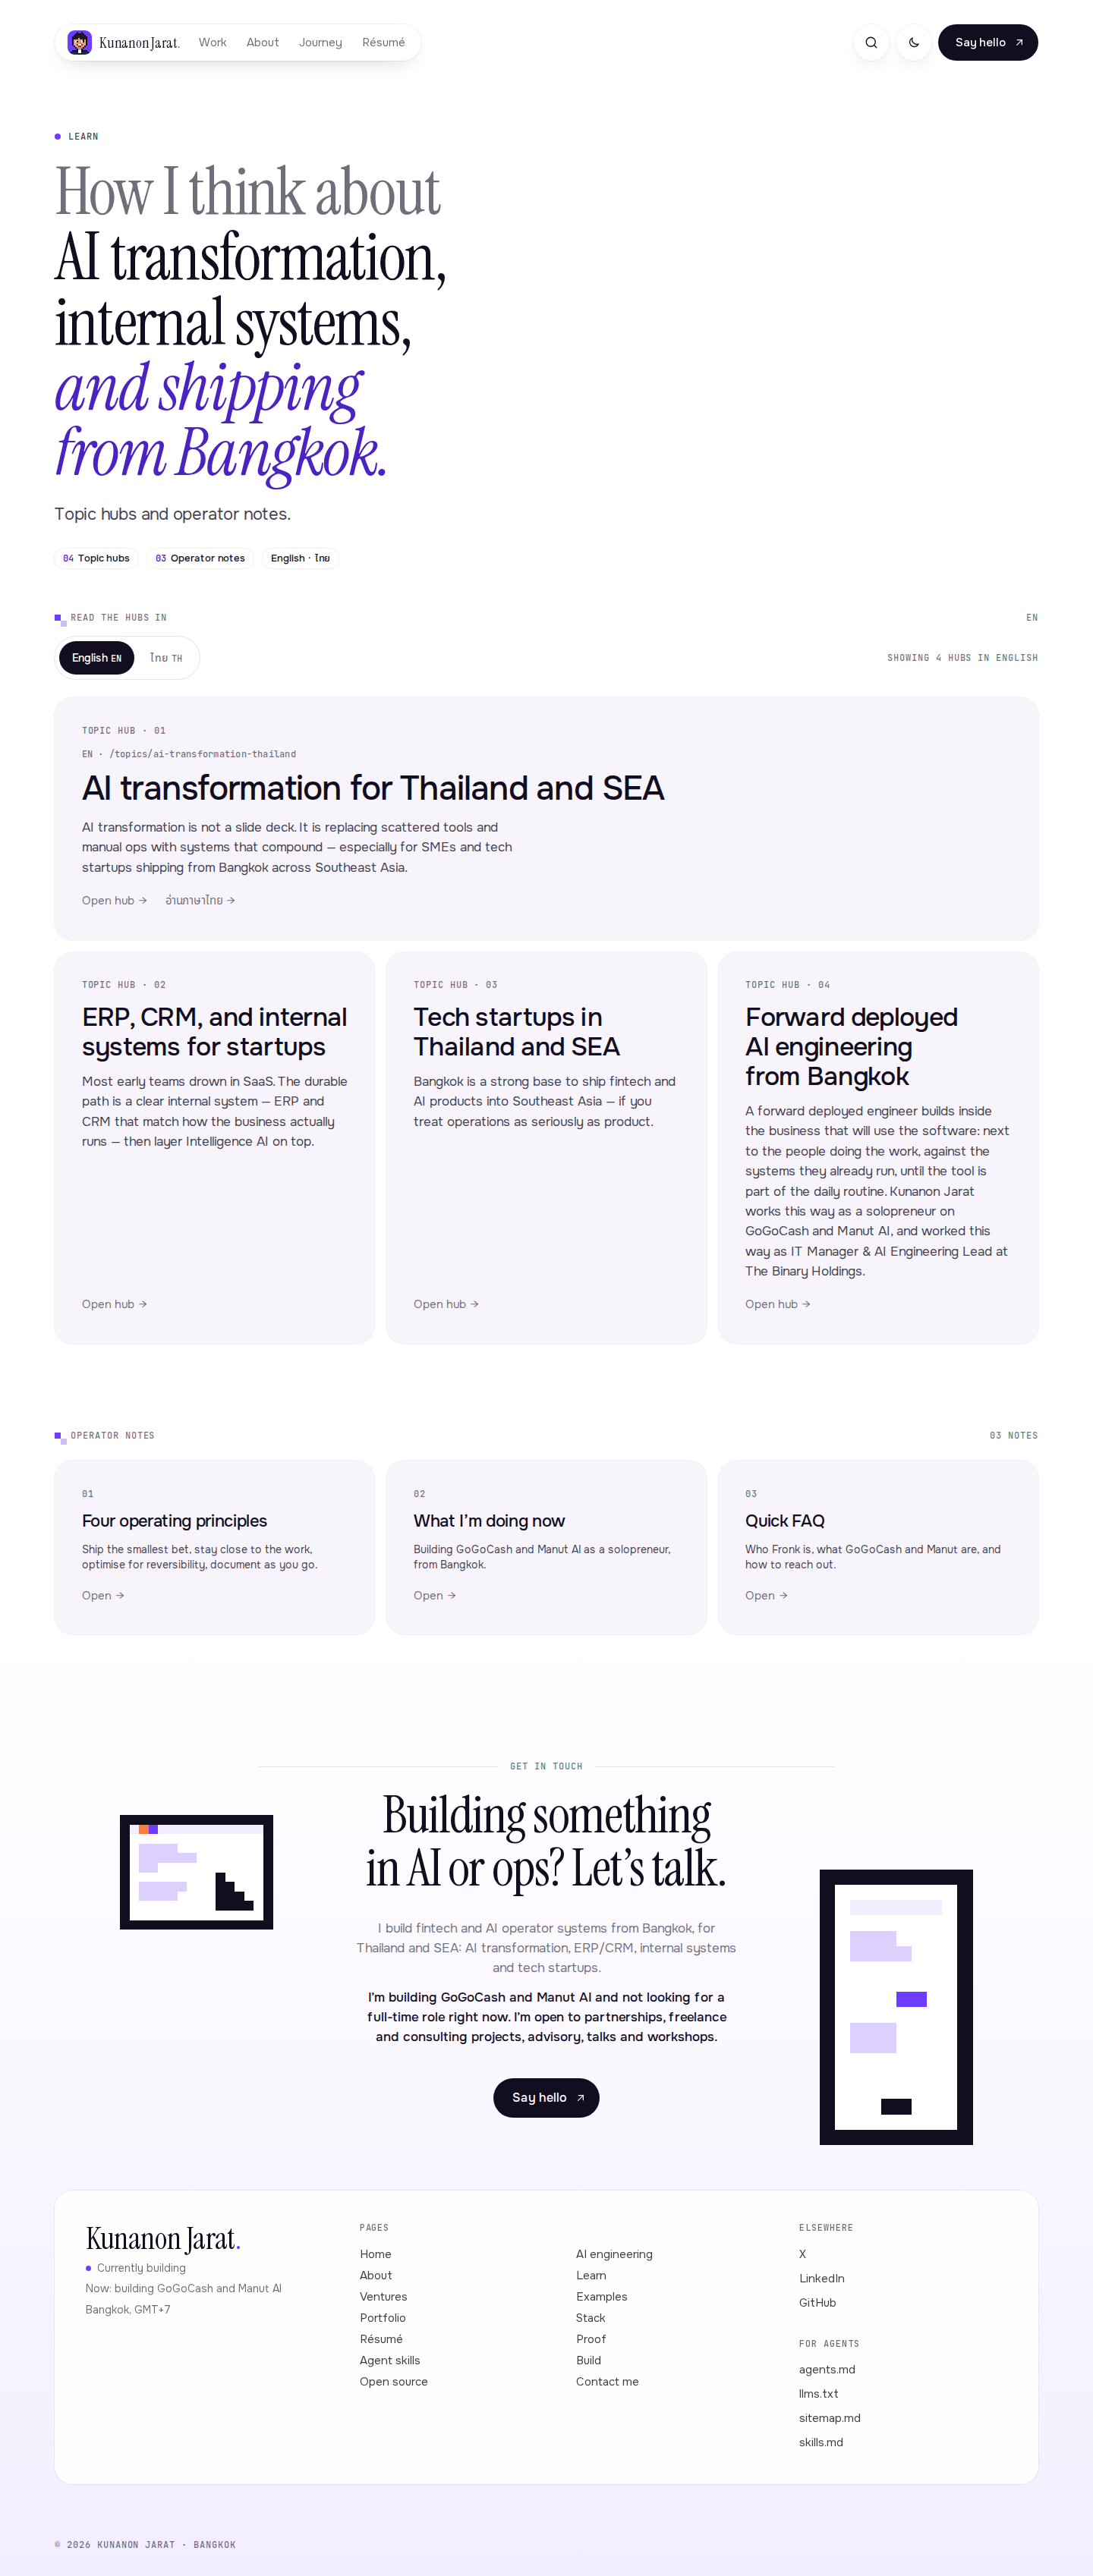 Kunanon Jarat. Work About Journey Résumé
Say hello
LEARN
How I think about
AI transformation,
internal systems,
and shipping
from Bangkok.
Topic hubs and operator notes.
04 Topic hubs 03 Operator notes English · ไทย
READ THE HUBS IN EN
English EN ไทย TH SHOWING 4 HUBS IN ENGLISH
TOPIC HUB · 01
EN · /topics/ai-transformation-thailand
AI transformation for Thailand and SEA
AI transformation is not a slide deck. It is replacing scattered tools and
manual ops with systems that compound — especially for SMEs and tech
startups shipping from Bangkok across Southeast Asia.
Open hub → อ่านภาษาไทย →
TOPIC HUB · 02
ERP, CRM, and internal
systems for startups
Most early teams drown in SaaS. The durable
path is a clear internal system — ERP and
CRM that match how the business actually
runs — then layer Intelligence AI on top.
Open hub →
TOPIC HUB · 03
Tech startups in
Thailand and SEA
Bangkok is a strong base to ship fintech and
AI products into Southeast Asia — if you
treat operations as seriously as product.
Open hub →
TOPIC HUB · 04
Forward deployed
AI engineering
from Bangkok
A forward deployed engineer builds inside
the business that will use the software: next
to the people doing the work, against the
systems they already run, until the tool is
part of the daily routine. Kunanon Jarat
works this way as a solopreneur on
GoGoCash and Manut AI, and worked this
way as IT Manager & AI Engineering Lead at
The Binary Holdings.
Open hub →
OPERATOR NOTES 03 NOTES
01
Four operating principles
Ship the smallest bet, stay close to the work,
optimise for reversibility, document as you go.
Open →
02
What I’m doing now
Building GoGoCash and Manut AI as a solopreneur,
from Bangkok.
Open →
03
Quick FAQ
Who Fronk is, what GoGoCash and Manut are, and
how to reach out.
Open →
GET IN TOUCH
Building something
in AI or ops? Let’s talk.
I build fintech and AI operator systems from Bangkok, for
Thailand and SEA: AI transformation, ERP/CRM, internal systems
and tech startups.
I’m building GoGoCash and Manut AI and not looking for a
full-time role right now. I’m open to partnerships, freelance
and consulting projects, advisory, talks and workshops.
Say hello
Kunanon Jarat.
Currently building
Now: building GoGoCash and Manut AI
Bangkok, GMT+7
PAGES
Home
About
Ventures
Portfolio
Résumé
Agent skills
Open source
AI engineering
Learn
Examples
Stack
Proof
Build
Contact me
ELSEWHERE
X
LinkedIn
GitHub
FOR AGENTS
agents.md
llms.txt
sitemap.md
skills.md
© 2026 KUNANON JARAT · BANGKOK